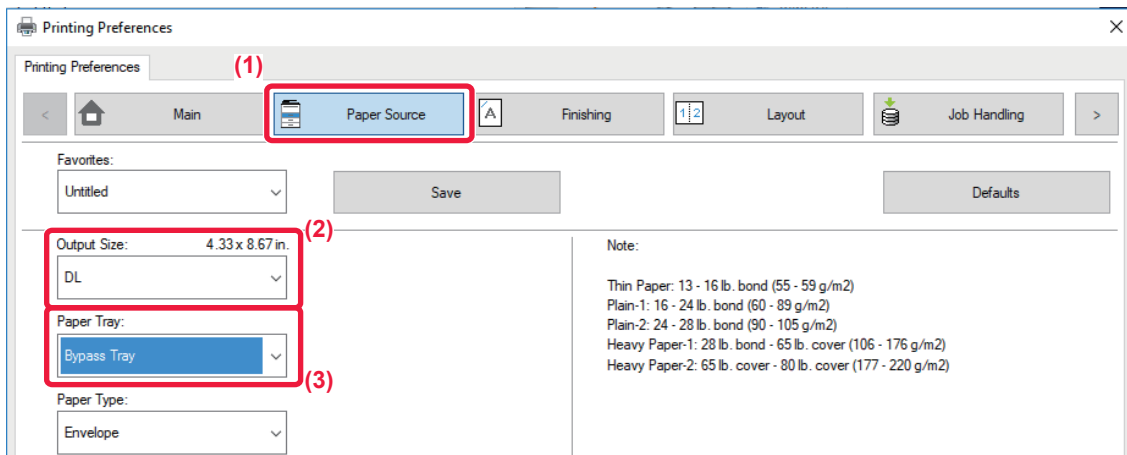 Printing Preferences
Printing Preferences
(1)
<
Main
Paper Source
A
Finishing
1 2
Layout
Job Handling
>
Favorites:
Untitled
Save
Defaults
(2)
Output Size: 4.33 x 8.67 in.
DL
Paper Tray:
Bypass Tray
(3)
Paper Type:
Envelope
Note:
Thin Paper: 13 - 16 lb. bond (55 - 59 g/m2)
Plain-1: 16 - 24 lb. bond (60 - 89 g/m2)
Plain-2: 24 - 28 lb. bond (90 - 105 g/m2)
Heavy Paper-1: 28 lb. bond - 65 lb. cover (106 - 176 g/m2)
Heavy Paper-2: 65 lb. cover - 80 lb. cover (177 - 220 g/m2)